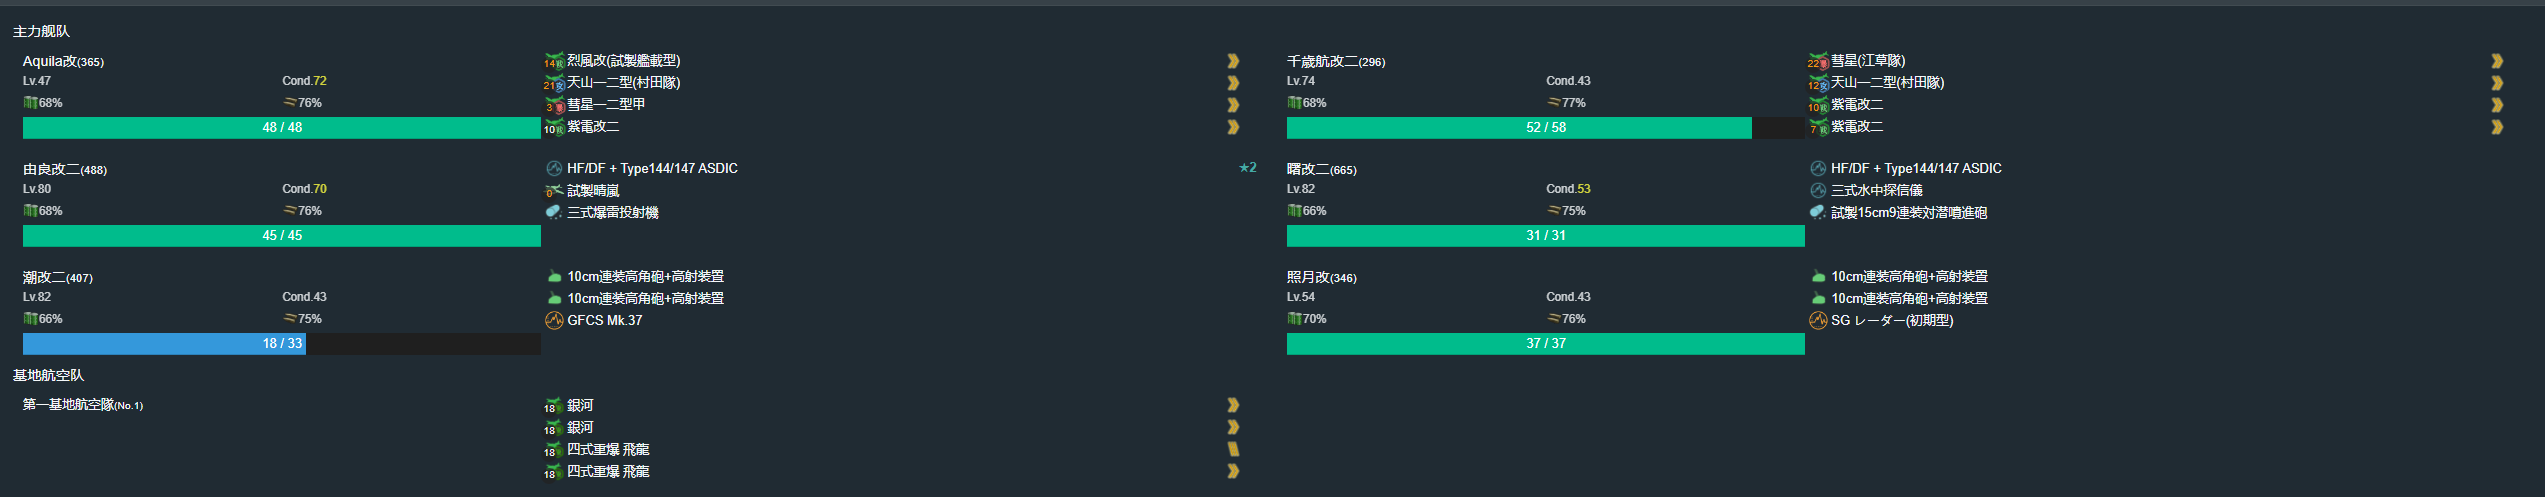 主力舰队
Aquila改(365)
Lv.47 Cond.72
68% 76%
48 / 48
14 烈風改(試製艦載型)
21 天山一二型(村田隊)
3 彗星一二型甲
10 紫電改二
千歳航改二(296)
Lv.74 Cond.43
68% 77%
52 / 58
22 彗星(江草隊)
12 天山一二型(村田隊)
10 紫電改二
7 紫電改二
由良改二(488)
Lv.80 Cond.70
68% 76%
45 / 45
HF/DF + Type144/147 ASDIC ★2
0 試製晴嵐
三式爆雷投射機
曙改二(665)
Lv.82 Cond.53
66% 75%
31 / 31
HF/DF + Type144/147 ASDIC
三式水中探信儀
試製15cm9連装対潜噴進砲
潮改二(407)
Lv.82 Cond.43
66% 75%
18 / 33
10cm連装高角砲+高射装置
10cm連装高角砲+高射装置
GFCS Mk.37
照月改(346)
Lv.54 Cond.43
70% 76%
37 / 37
10cm連装高角砲+高射装置
10cm連装高角砲+高射装置
SG レーダー(初期型)
基地航空队
第一基地航空隊(No.1)
18 銀河
18 銀河
18 四式重爆 飛龍
18 四式重爆 飛龍